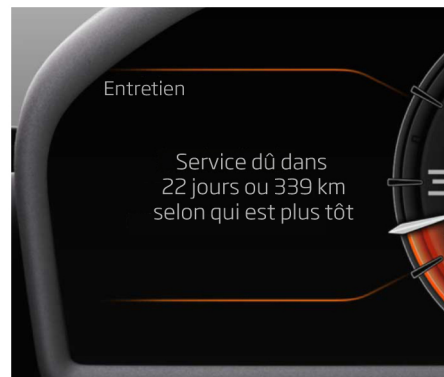 Entretien
Service dû dans
22 jours ou 339 km
selon qui est plus tôt